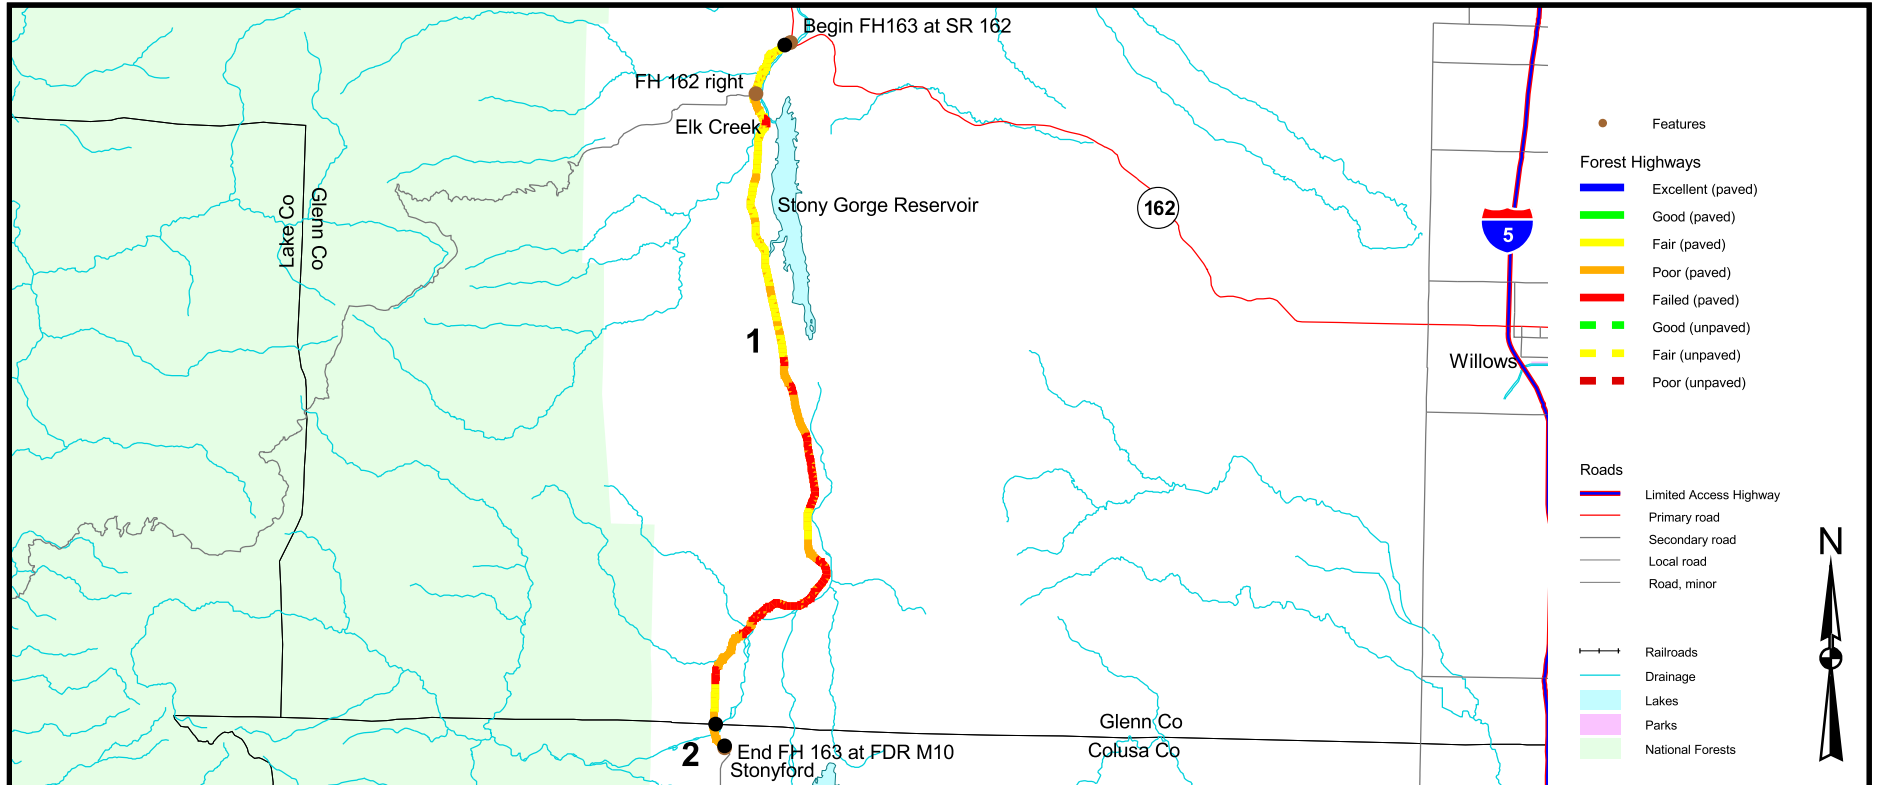 Begin FH163 at SR 162
FH 162 right
Elk Creek
Lake Co
Glenn Co
Stony Gorge Reservoir
162
5
1
Willows
Glenn Co
Colusa Co
2
End FH 163 at FDR M10
Stonyford
Features
Forest Highways
Excellent (paved)
Good (paved)
Fair (paved)
Poor (paved)
Failed (paved)
Good (unpaved)
Fair (unpaved)
Poor (unpaved)
Roads
Limited Access Highway
Primary road
Secondary road
Local road
Road, minor
Railroads
Drainage
Lakes
Parks
National Forests
N